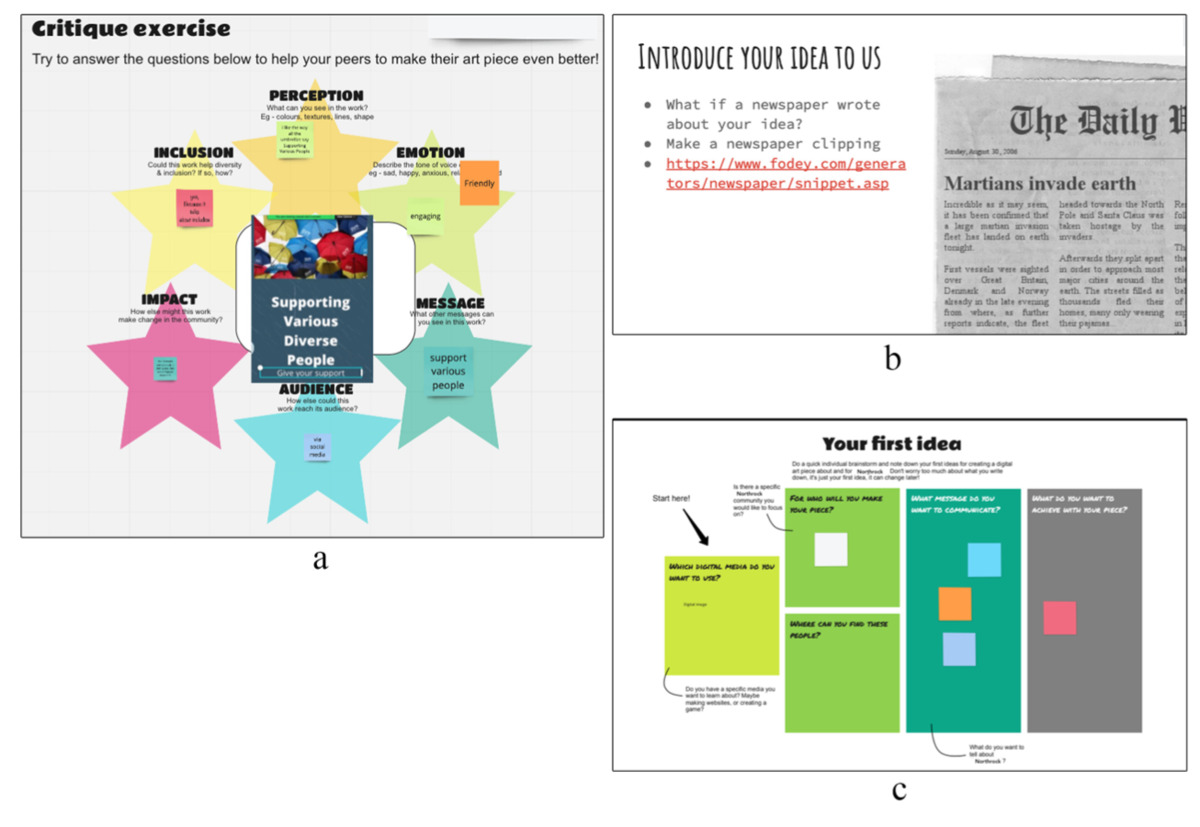 Critique exercise
Try to answer the questions below to help your peers to make their art piece even better!
PERCEPTION
What can you see in the work?
Eg - colours, textures, lines, shape
I like the way
all the
umbrellas say
Supporting
Various People
INCLUSION
Could this work help diversity
& inclusion? If so, how?
yes,
EMOTION
Describe the tone of voice
eg - sad, happy, anxious,
Friendly
engaging
Supporting
Various
Diverse
People
Give your support
IMPACT
How else might this work
make change in the community?
MESSAGE
What other messages can
you see in this work?
support
various
people
AUDIENCE
How else could this
work reach its audience?
via
social
media
a
INTRODUCE YOUR IDEA TO US
● What if a newspaper wrote
about your idea?
● Make a newspaper clipping
● https://www.fodey.com/genera
tors/newspaper/snippet.asp
The Daily
Sunday, August 30, 2006
Martians invade earth
Incredible as it may seem,
it has been confirmed that
a large martian invasion
fleet has landed on earth
tonight.
First vessels were sighted
over Great Britain,
Denmark and Norway
already in the late evening
from where, as further
reports indicate, the fleet
headed towards the North
Pole and Santa Claus was
taken hostage by the
invaders.
Afterwards they split apart
in order to approach most
major cities around the
earth. The streets filled as
thousands fled their
homes, many only wearing
their pajamas...
b
Your first idea
Do a quick individual brainstorm and note down your first ideas for creating a digital
art piece about and for Northrock Don't worry too much about what you write
down, it's just your first idea, it can change later!
Start here!
Is there a specific
Northrock
community you
would like to focus
on?
WHICH DIGITAL MEDIA DO YOU
WANT TO USE?
Digital image
Do you have a specific media you
want to learn about? Maybe
making websites, or creating a
game?
FOR WHO WILL YOU MAKE
YOUR PIECE?
WHERE CAN YOU FIND THESE
PEOPLE?
WHAT MESSAGE DO YOU
WANT TO COMMUNICATE?
What do you want to
tell about
Northrock ?
WHAT DO YOU WANT TO
ACHIEVE WITH YOUR PIECE?
c